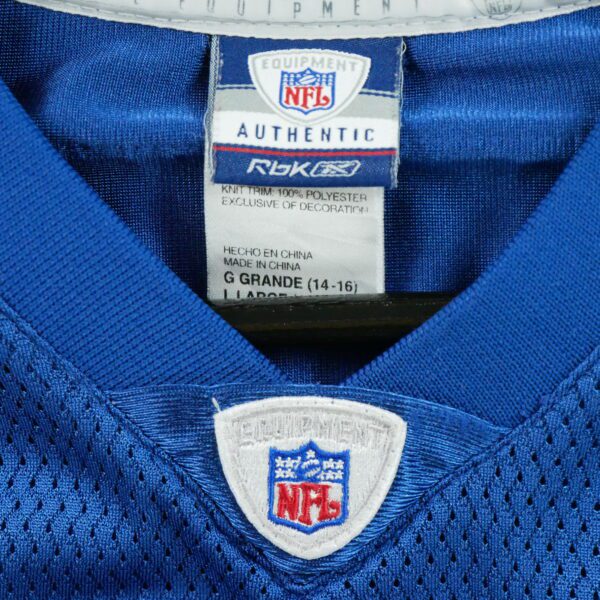 EQUIPMENT
NFL
AUTHENTIC
RbK
KNIT TRIM: 100% POLYESTER
EXCLUSIVE OF DECORATION
HECHO EN CHINA
MADE IN CHINA
G GRANDE (14-16)
L LARGE
EQUIPMENT
NFL